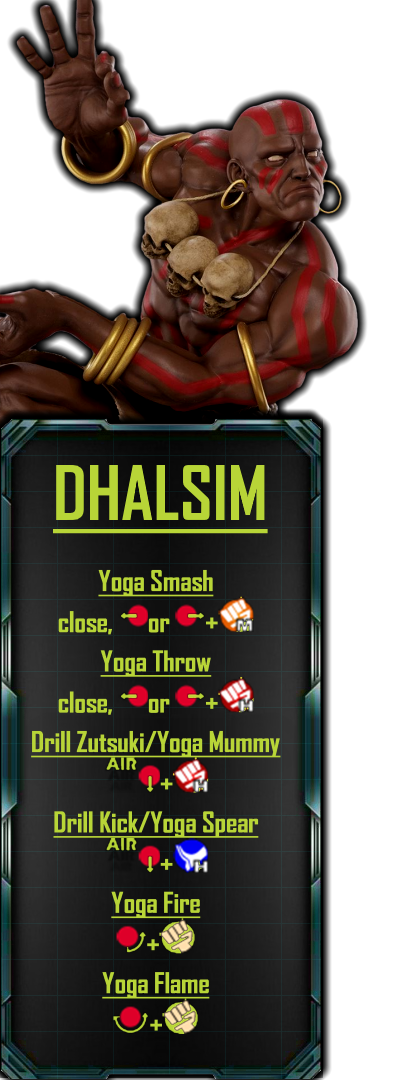 DHALSIM
Yoga Smash
close, or + M
Yoga Throw
close, or + H
Drill Zutsuki/Yoga Mummy
AIR
+ H
Drill Kick/Yoga Spear
AIR
+ H
Yoga Fire
+
Yoga Flame
+